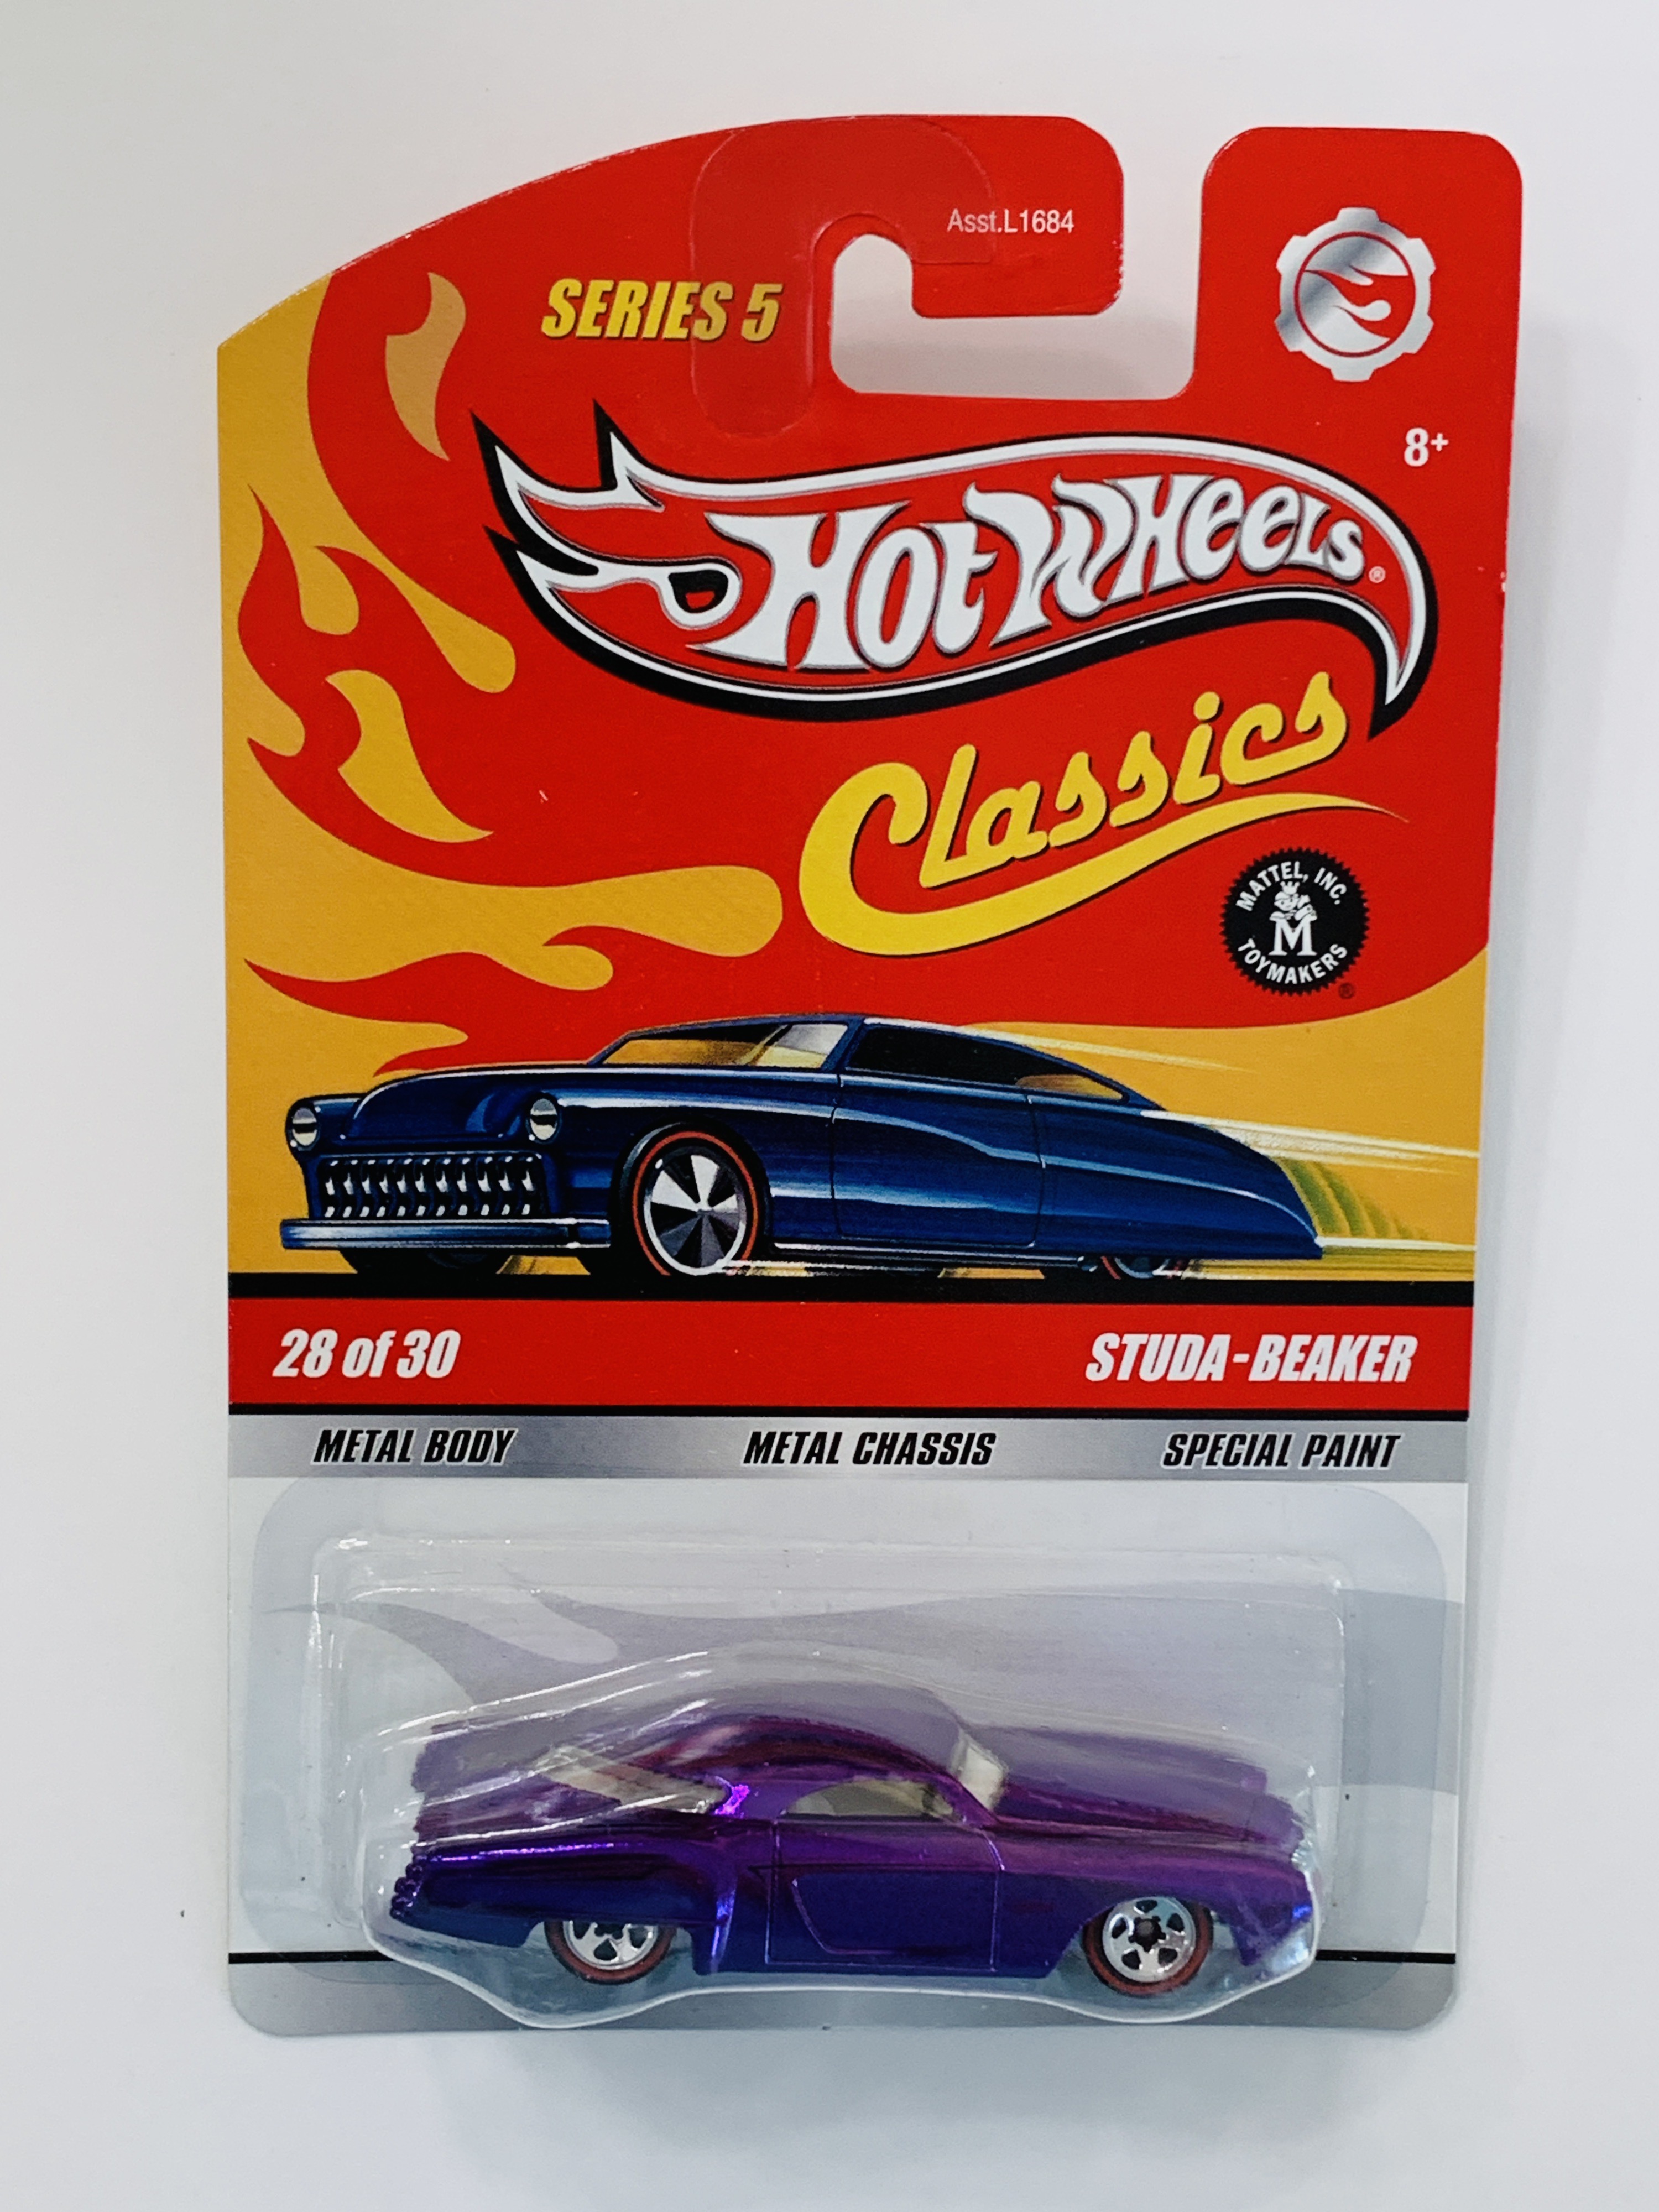 Asst.L1684
SERIES 5
8+
HOT WHEELS®
Classics
MATTEL, INC.
M
TOYMAKERS
®
28 of 30
STUDA-BEAKER
METAL BODY
METAL CHASSIS
SPECIAL PAINT